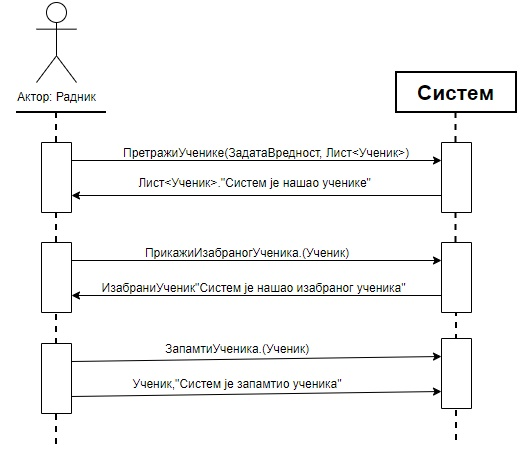 Актор: Радник
Систем
ПретражиУченике(ЗадатаВредност, Лист<Ученик>)
Лист<Ученик>."Систем је нашао ученике"
ПрикажиИзабраногУченика.(Ученик)
ИзабраниУченик"Систем је нашао изабраног ученика"
ЗапамтиУченика.(Ученик)
Ученик,"Систем је запамтио ученика"